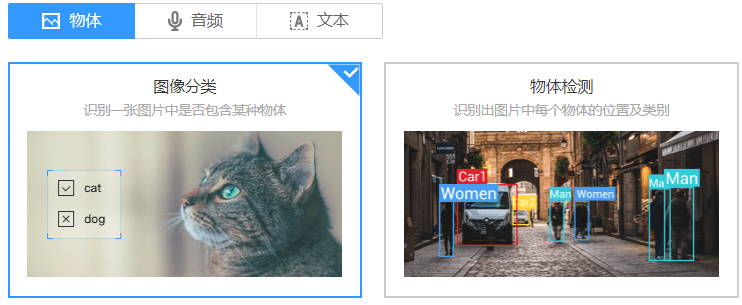 物体
音频
A 文本
图像分类
识别一张图片中是否包含某种物体
cat
dog
物体检测
识别出图片中每个物体的位置及类别
Car1
Women
Car2
Man
Women
Ma
Man